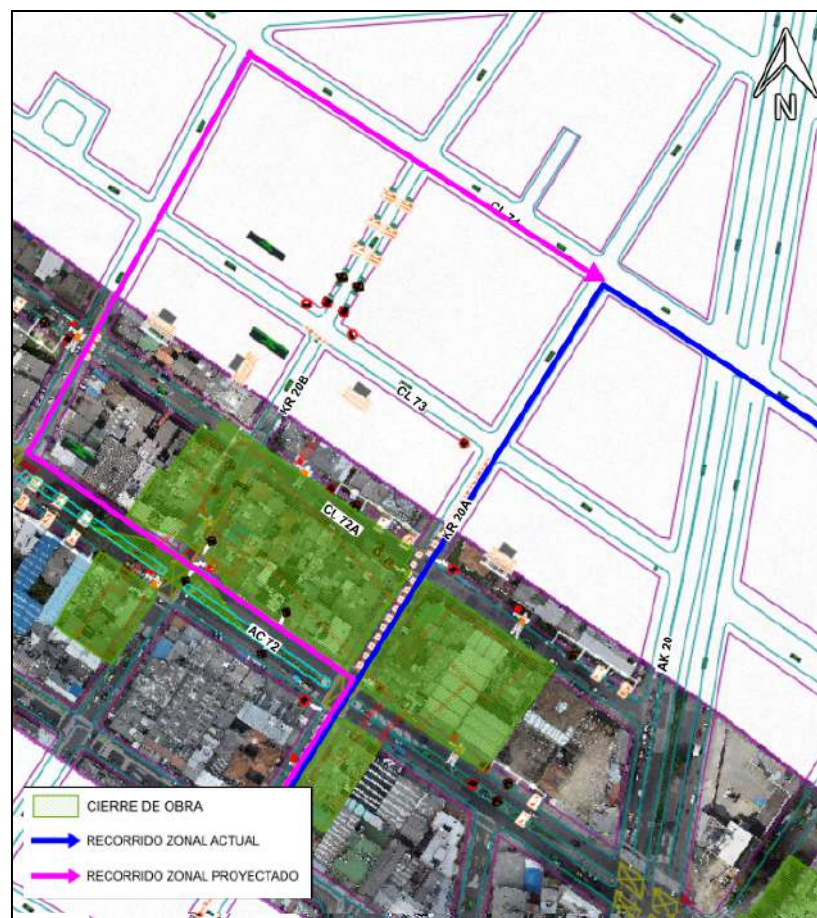 N
CL 74
KR 20B
CL 73
CL 72A
KR 20A
AC 72
AK 20
CIERRE DE OBRA
RECORRIDO ZONAL ACTUAL
RECORRIDO ZONAL PROYECTADO